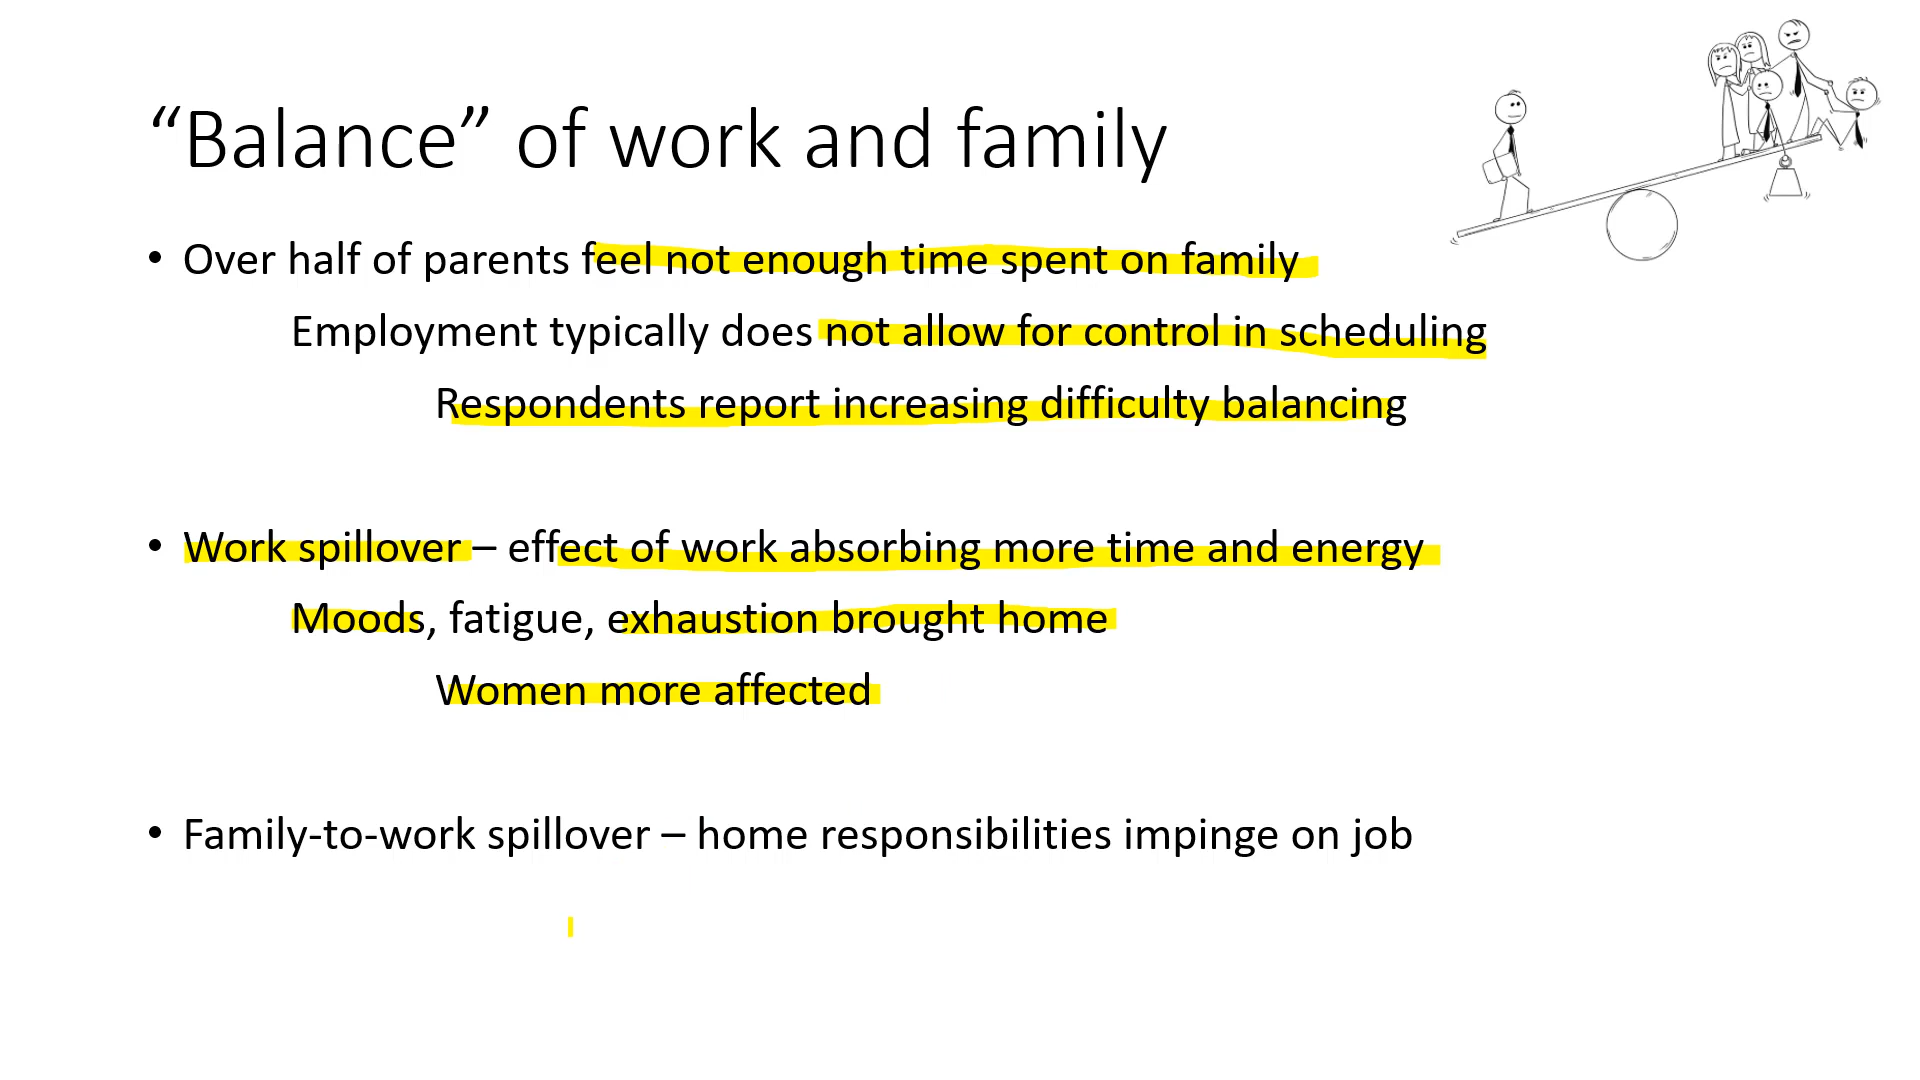 “Balance” of work and family
• Over half of parents feel not enough time spent on family
Employment typically does not allow for control in scheduling
Respondents report increasing difficulty balancing
• Work spillover – effect of work absorbing more time and energy
Moods, fatigue, exhaustion brought home
Women more affected
• Family-to-work spillover – home responsibilities impinge on job